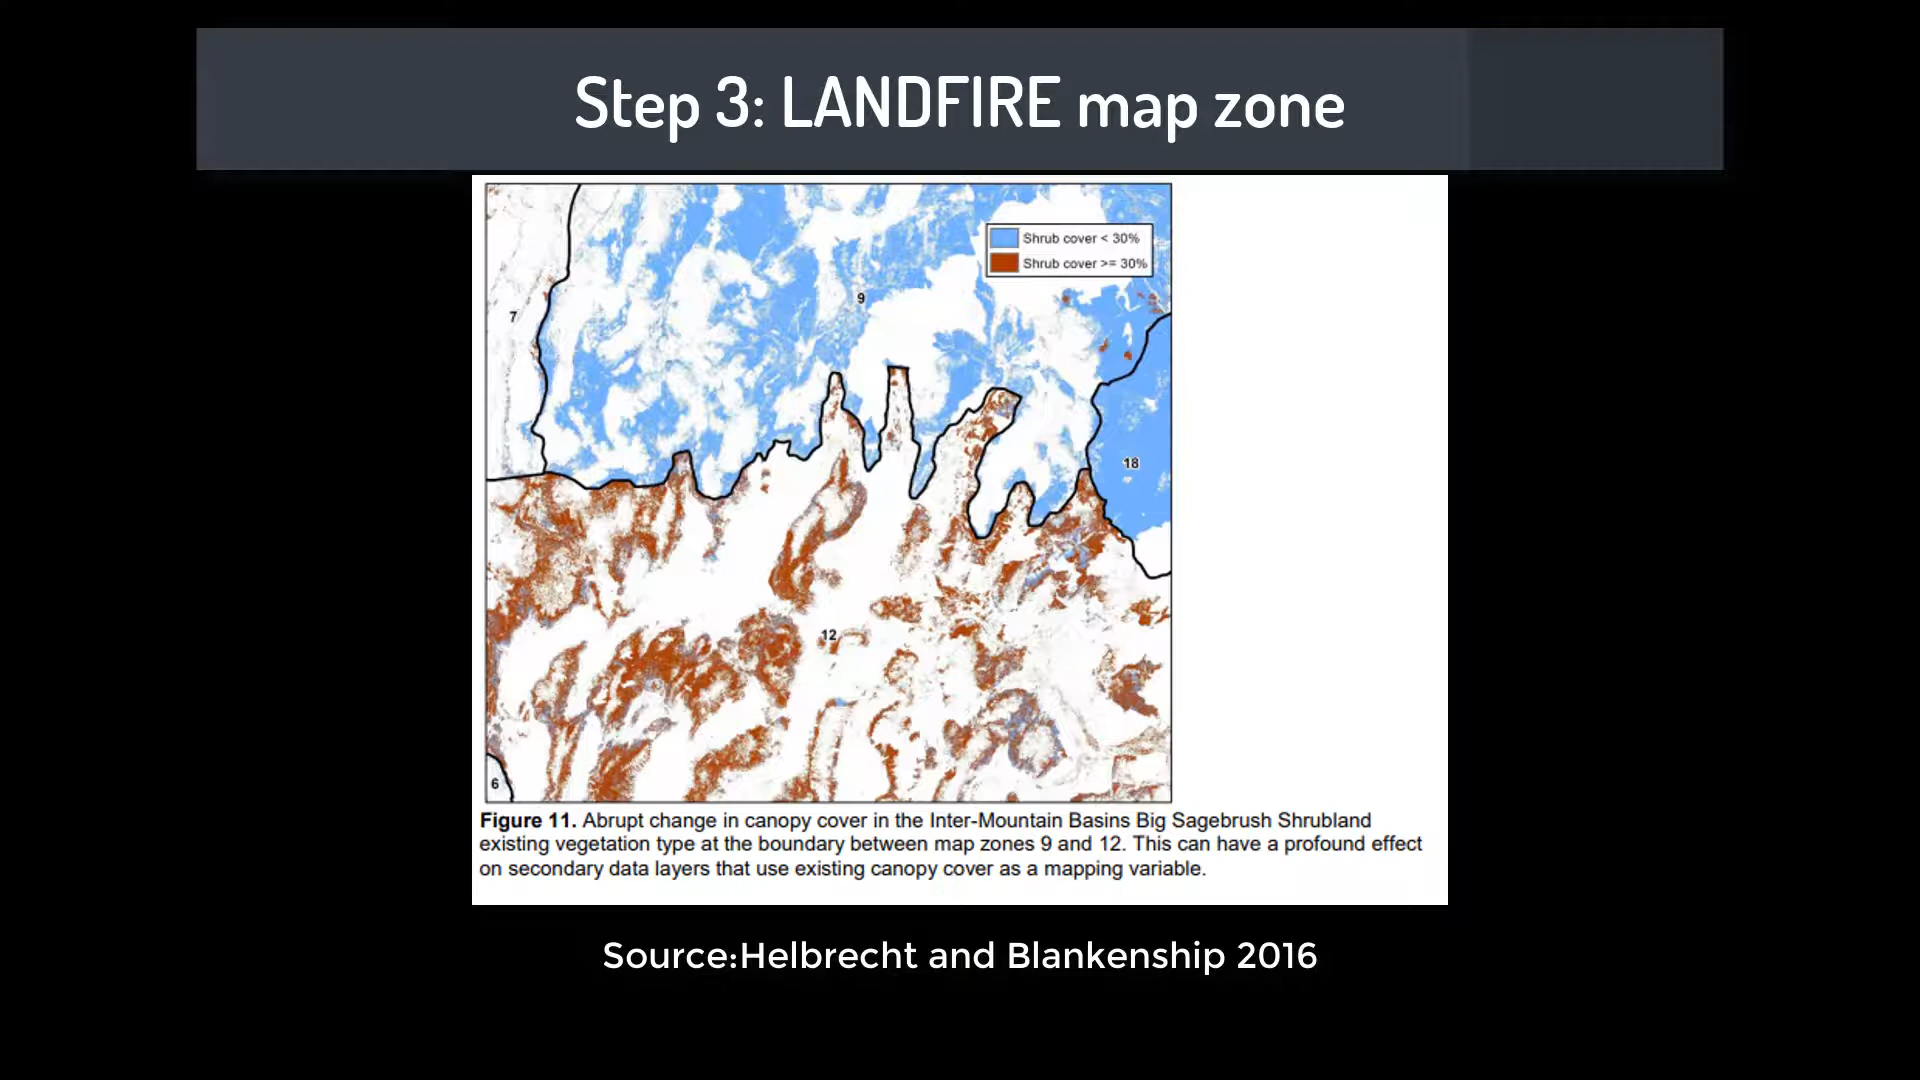 Step 3: LANDFIRE map zone
Shrub cover < 30%
Shrub cover >= 30%
9
7
18
12
6
Figure 11. Abrupt change in canopy cover in the Inter-Mountain Basins Big Sagebrush Shrubland
existing vegetation type at the boundary between map zones 9 and 12. This can have a profound effect
on secondary data layers that use existing canopy cover as a mapping variable.
Source:Helbrecht and Blankenship 2016